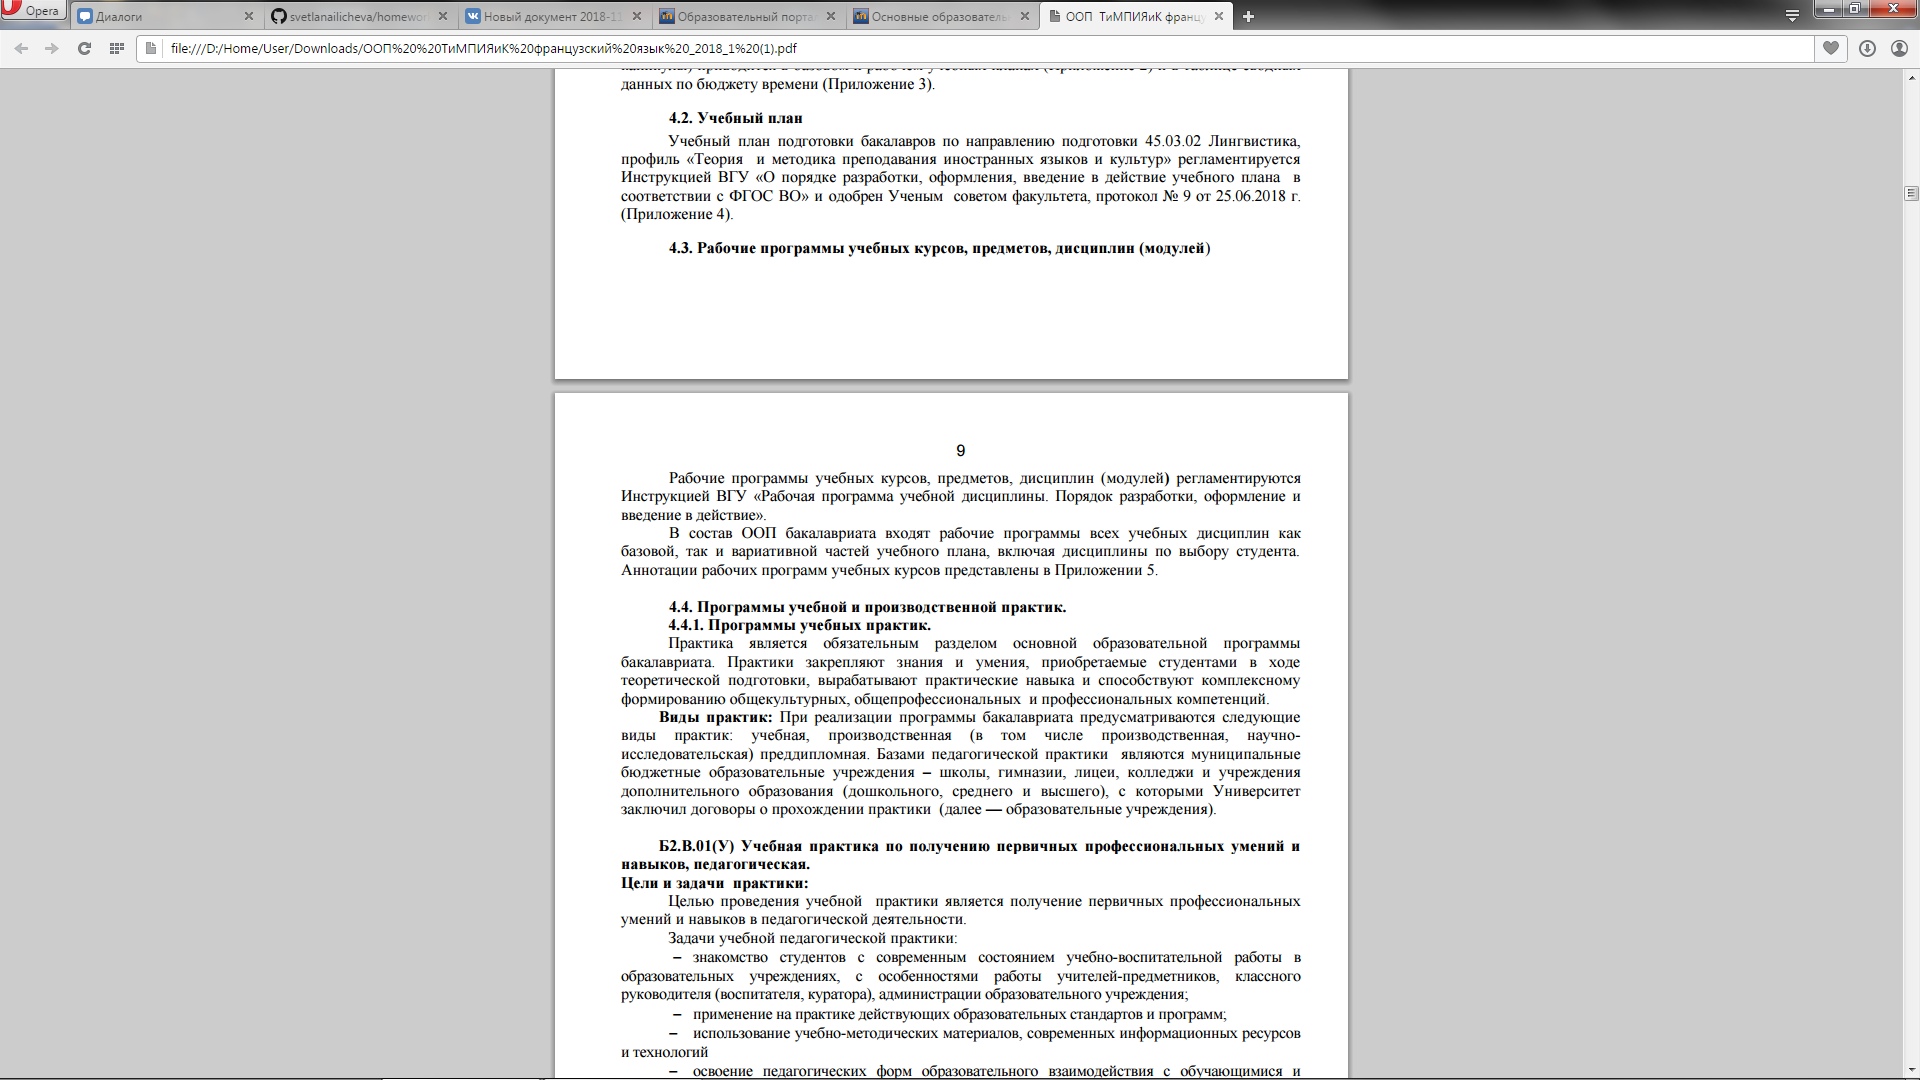 Opera
Диалоги
svetlanailicheva/homewor
Новый документ 2018-11
Образовательный порта
Основные образователь
ООП ТиМПИЯиК францу
file:///D:/Home/User/Downloads/ООП%20%20ТиМПИЯиК%20французский%20язык%20_2018_1%20(1).pdf
данных по бюджету времени (Приложение 3).
4.2. Учебный план
Учебный план подготовки бакалавров по направлению подготовки 45.03.02 Лингвистика,
профиль «Теория и методика преподавания иностранных языков и культур» регламентируется
Инструкцией ВГУ «О порядке разработки, оформления, введение в действие учебного плана в
соответствии с ФГОС ВО» и одобрен Ученым советом факультета, протокол № 9 от 25.06.2018 г.
(Приложение 4).
4.3. Рабочие программы учебных курсов, предметов, дисциплин (модулей)
9
Рабочие программы учебных курсов, предметов, дисциплин (модулей) регламентируются
Инструкцией ВГУ «Рабочая программа учебной дисциплины. Порядок разработки, оформление и
введение в действие».
В состав ООП бакалавриата входят рабочие программы всех учебных дисциплин как
базовой, так и вариативной частей учебного плана, включая дисциплины по выбору студента.
Аннотации рабочих программ учебных курсов представлены в Приложении 5.
4.4. Программы учебной и производственной практик.
4.4.1. Программы учебных практик.
Практика является обязательным разделом основной образовательной программы
бакалавриата. Практики закрепляют знания и умения, приобретаемые студентами в ходе
теоретической подготовки, вырабатывают практические навыка и способствуют комплексному
формированию общекультурных, общепрофессиональных и профессиональных компетенций.
Виды практик: При реализации программы бакалавриата предусматриваются следующие
виды практик: учебная, производственная (в том числе производственная, научно-
исследовательская) преддипломная. Базами педагогической практики являются муниципальные
бюджетные образовательные учреждения – школы, гимназии, лицеи, колледжи и учреждения
дополнительного образования (дошкольного, среднего и высшего), с которыми Университет
заключил договоры о прохождении практики (далее — образовательные учреждения).
Б2.В.01(У) Учебная практика по получению первичных профессиональных умений и
навыков, педагогическая.
Цели и задачи практики:
Целью проведения учебной практики является получение первичных профессиональных
умений и навыков в педагогической деятельности.
Задачи учебной педагогической практики:
– знакомство студентов с современным состоянием учебно-воспитательной работы в
образовательных учреждениях, с особенностями работы учителей-предметников, классного
руководителя (воспитателя, куратора), администрации образовательного учреждения;
– применение на практике действующих образовательных стандартов и программ;
– использование учебно-методических материалов, современных информационных ресурсов
и технологий
– освоение педагогических форм образовательного взаимодействия с обучающимися и